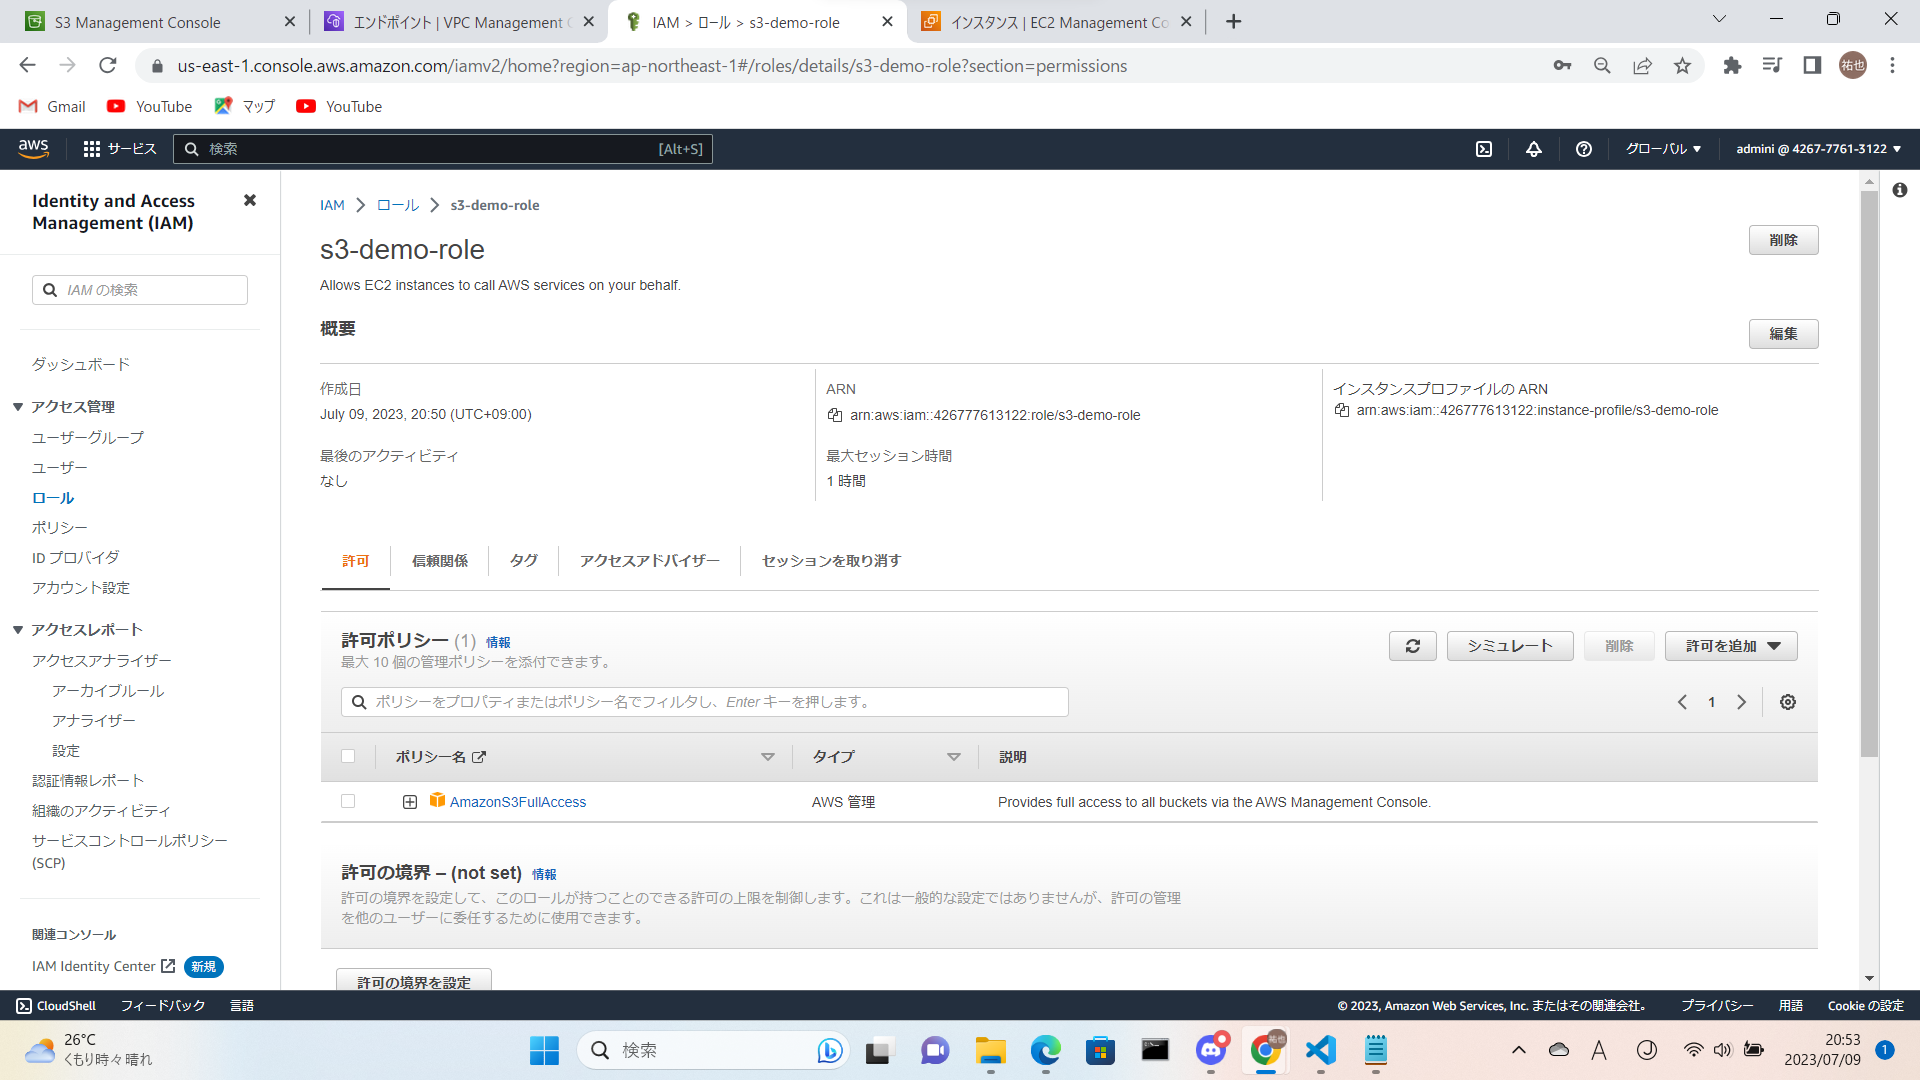 S3 Management Console
エンドポイント | VPC Management C
IAM > ロール > s3-demo-role
インスタンス | EC2 Management Co
us-east-1.console.aws.amazon.com/iamv2/home?region=ap-northeast-1#/roles/details/s3-demo-role?section=permissions
祐也
Gmail
YouTube
マップ
YouTube
aws
サービス
検索
[Alt+S]
グローバル
admini @ 4267-7761-3122
Identity and Access
Management (IAM)
IAM の検索
ダッシュボード
アクセス管理
ユーザーグループ
ユーザー
ロール
ポリシー
ID プロバイダ
アカウント設定
アクセスレポート
アクセスアナライザー
アーカイブルール
アナライザー
設定
認証情報レポート
組織のアクティビティ
サービスコントロールポリシー
(SCP)
関連コンソール
IAM Identity Center
新規
IAM > ロール > s3-demo-role
s3-demo-role
削除
Allows EC2 instances to call AWS services on your behalf.
概要
編集
作成日
July 09, 2023, 20:50 (UTC+09:00)
最後のアクティビティ
なし
ARN
arn:aws:iam::426777613122:role/s3-demo-role
最大セッション時間
1 時間
インスタンスプロファイルの ARN
arn:aws:iam::426777613122:instance-profile/s3-demo-role
許可
信頼関係
タグ
アクセスアドバイザー
セッションを取り消す
許可ポリシー (1) 情報
最大 10 個の管理ポリシーを添付できます。
シミュレート
削除
許可を追加
ポリシーをプロパティまたはポリシー名でフィルタし、Enter キーを押します。
1
ポリシー名
タイプ
説明
AmazonS3FullAccess
AWS 管理
Provides full access to all buckets via the AWS Management Console.
許可の境界 – (not set) 情報
許可の境界を設定して、このロールが持つことのできる許可の上限を制御します。これは一般的な設定ではありませんが、許可の管理
を他のユーザーに委任するために使用できます。
許可の境界を設定
CloudShell
フィードバック
言語
© 2023, Amazon Web Services, Inc. またはその関連会社。
プライバシー
用語
Cookie の設定
26°C
くもり時々晴れ
検索
祐也
A
J
20:53
2023/07/09
1